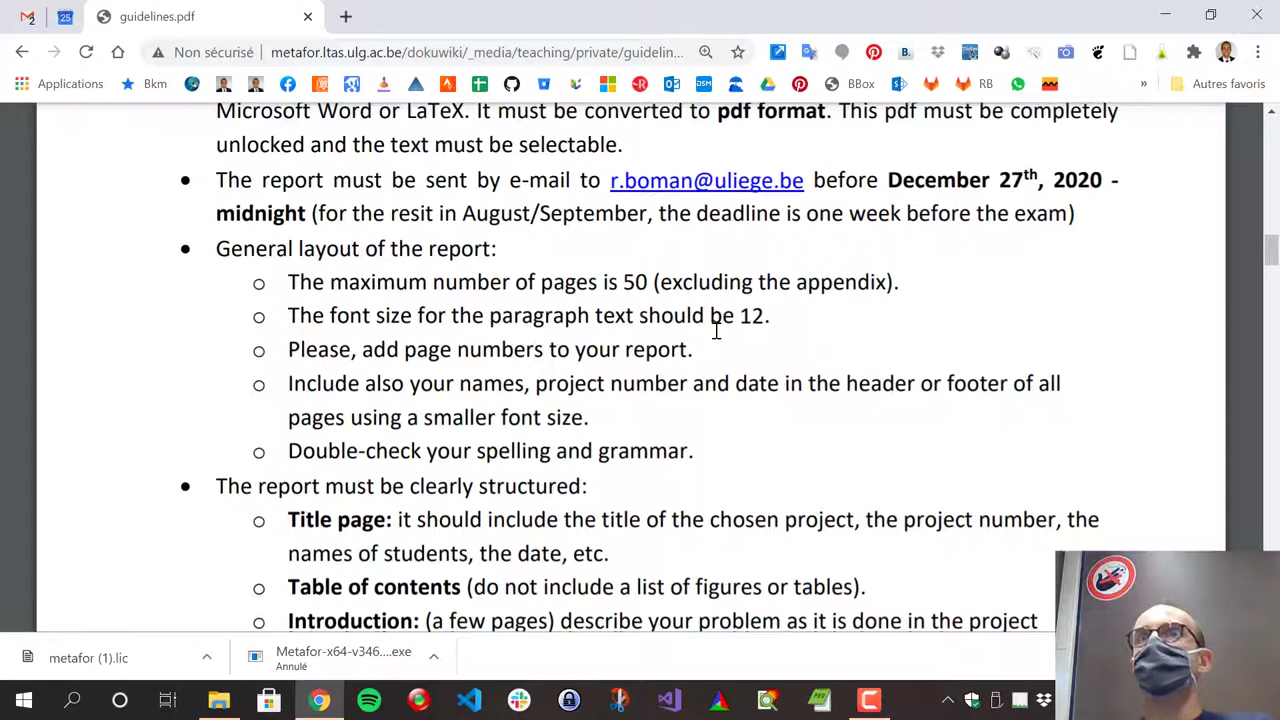 guidelines.pdf
Non sécurisé
metafor.ltas.ulg.ac.be/dokuwiki/_media/teaching/private/guidelin...
Applications
Bkm
BBox
RB
»
Autres favoris
Microsoft Word or LaTeX. It must be converted to pdf format. This pdf must be completely
unlocked and the text must be selectable.
• The report must be sent by e-mail to r.boman@uliege.be before December 27th, 2020 -
midnight (for the resit in August/September, the deadline is one week before the exam)
• General layout of the report:
o The maximum number of pages is 50 (excluding the appendix).
o The font size for the paragraph text should be 12.
o Please, add page numbers to your report.
o Include also your names, project number and date in the header or footer of all
pages using a smaller font size.
o Double-check your spelling and grammar.
• The report must be clearly structured:
o Title page: it should include the title of the chosen project, the project number, the
names of students, the date, etc.
o Table of contents (do not include a list of figures or tables).
o Introduction: (a few pages) describe your problem as it is done in the project
metafor (1).lic
Metafor-x64-v346....exe
Annulé